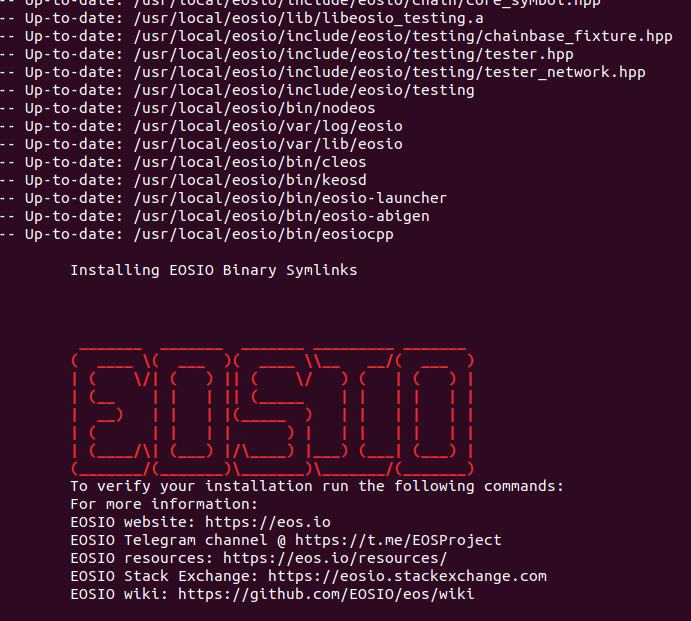 -- Up-to-date: /usr/local/eosio/include/eosio/chain/core_symbol.hpp
-- Up-to-date: /usr/local/eosio/lib/libeosio_testing.a
-- Up-to-date: /usr/local/eosio/include/eosio/testing/chainbase_fixture.hpp
-- Up-to-date: /usr/local/eosio/include/eosio/testing/tester.hpp
-- Up-to-date: /usr/local/eosio/include/eosio/testing/tester_network.hpp
-- Up-to-date: /usr/local/eosio/include/eosio/testing
-- Up-to-date: /usr/local/eosio/bin/nodeos
-- Up-to-date: /usr/local/eosio/var/log/eosio
-- Up-to-date: /usr/local/eosio/var/lib/eosio
-- Up-to-date: /usr/local/eosio/bin/cleos
-- Up-to-date: /usr/local/eosio/bin/keosd
-- Up-to-date: /usr/local/eosio/bin/eosio-launcher
-- Up-to-date: /usr/local/eosio/bin/eosio-abigen
-- Up-to-date: /usr/local/eosio/bin/eosiocpp
Installing EOSIO Binary Symlinks
EOSIO
To verify your installation run the following commands:
For more information:
EOSIO website: https://eos.io
EOSIO Telegram channel @ https://t.me/EOSProject
EOSIO resources: https://eos.io/resources/
EOSIO Stack Exchange: https://eosio.stackexchange.com
EOSIO wiki: https://github.com/EOSIO/eos/wiki